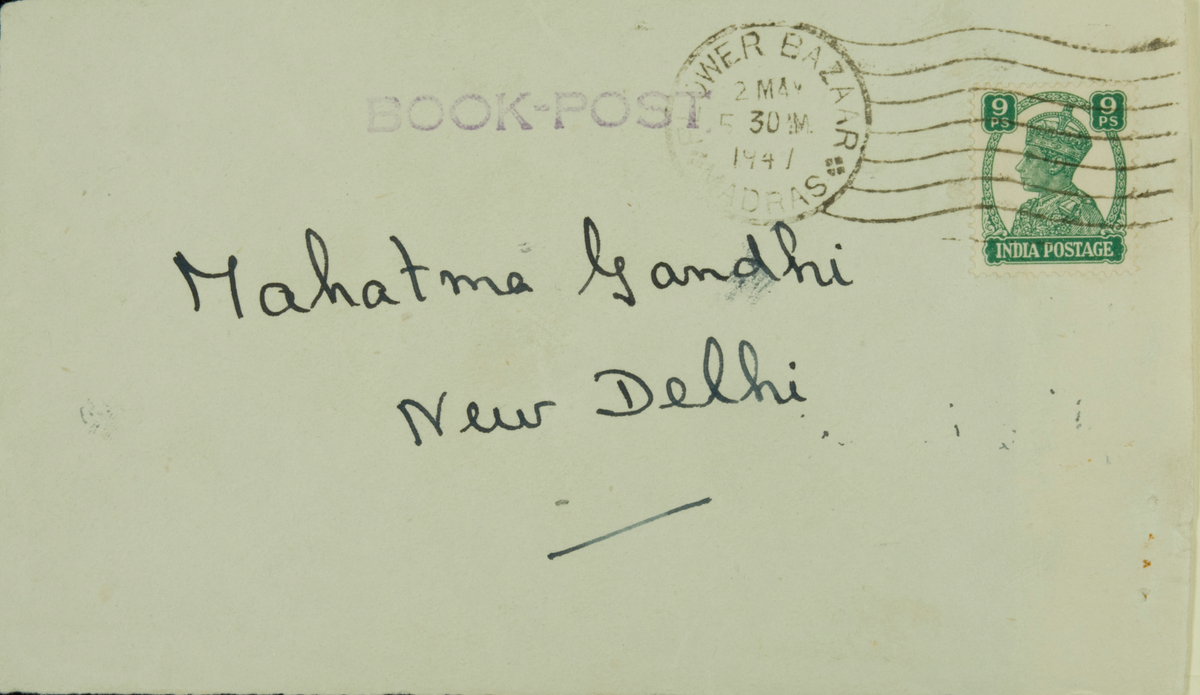 BOOK-POST
BAZAAR
2 MAY
5 30 PM
1947
MADRAS
9 PS 9 PS
INDIA POSTAGE
Mahatma Gandhi
New Delhi